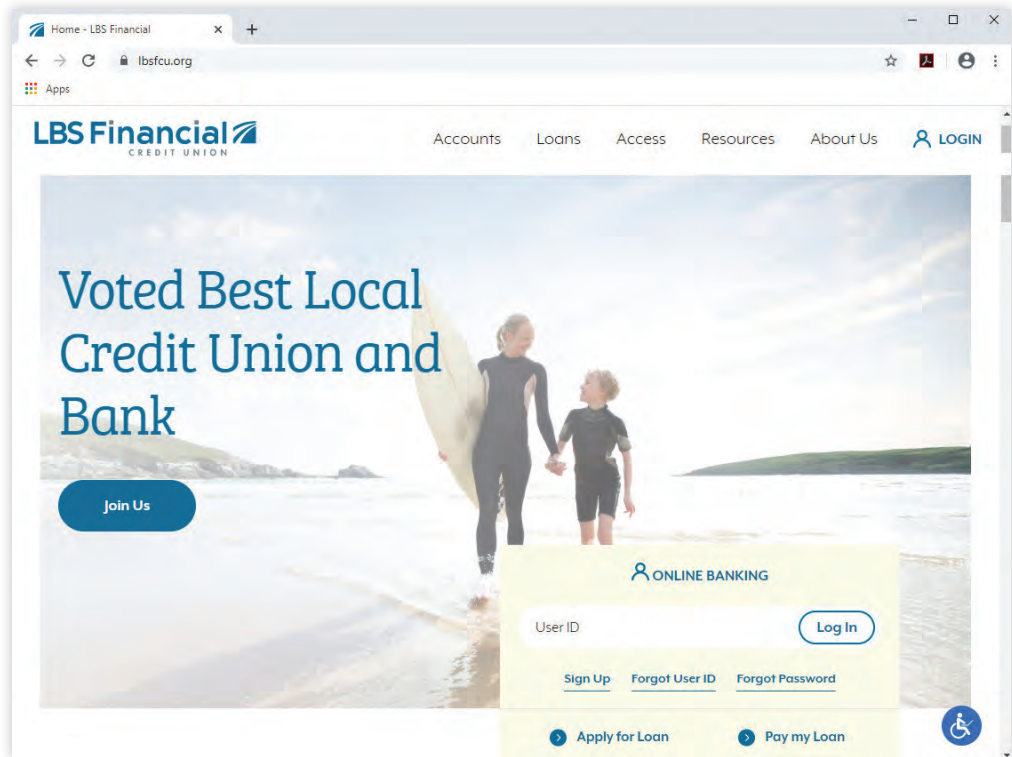 Home - LBS Financial
lbsfcu.org
Apps
LBS Financial
CREDIT UNION
Accounts Loans Access Resources About Us LOGIN
Voted Best Local
Credit Union and
Bank
Join Us
ONLINE BANKING
User ID Log In
Sign Up Forgot User ID Forgot Password
Apply for Loan Pay my Loan